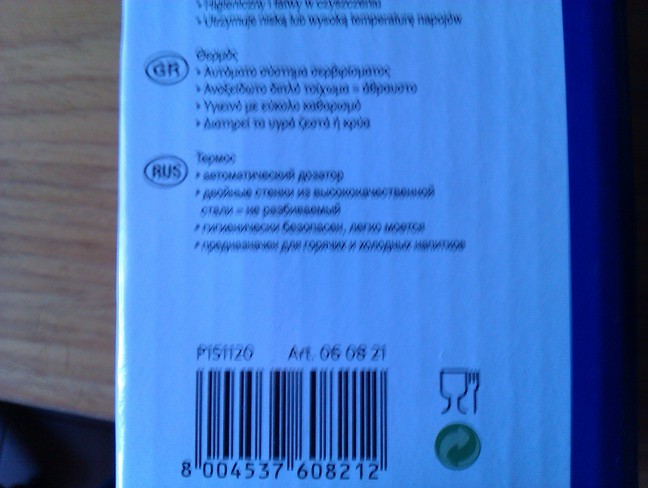 › Higieniczny i łatwy w czyszczeniu
› Utrzymuje niską lub wysoką temperaturę napojów
GR
Θερμός
› Αυτόματο σύστημα σερβιρίσματος
› Ανοξείδωτο διπλό τοίχωμα = άθραυστο
› Υγιεινό με εύκολο καθαρισμό
› Διατηρεί τα υγρά ζεστά ή κρύα
RUS
Термос
› автоматический дозатор
› двойные стенки из высококачественной
стали = не разбиваемый
› гигиенически безопасен, легко моется
› предназначен для горячих и холодных напитков
P151120 Art. 06 08 21
8 004537 608212